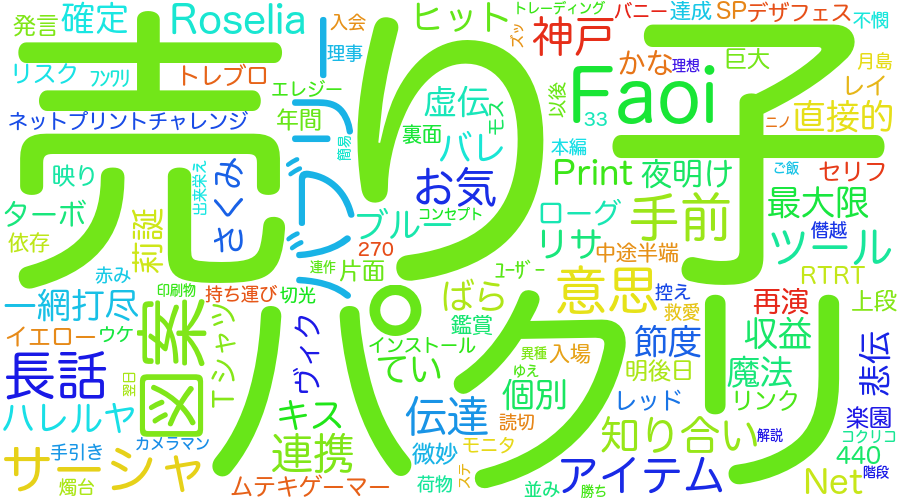 発言
確定
Roselia
入会
理事
ヒット
トレーディング
バニー
達成
SP
デザフェス
不憫
ズッ
神戸
かな
理想
巨大
月島
リスク
フンワリ
トレブロ
エレジー
売り子
Faoi
以後
33
レイ
直接的
ニノ
ネットプリントチャレンジ
年間
虚伝
モス
裏面
バレ
簡易
本編
ご飯
セリフ
映り
出来栄え
さくみ
お気
Print
夜明け
最大限
ターボ
依存
莉誕
ブルー
コンセプト
ローグ
リサ
手前
僭越
ツール
270
連作
片面
ユーザー
中途半端
RTRT
赤み
印刷物
持ち運び
切光
ばら
意思
控え
救愛
再演
上段
一網打尽
イエロー
ウケ
図案
Tシャツ
ヴィク
パクリ
鑑賞
インストール
異種
入場
節度
収益
悲伝
長話
翌日
てい
ゆえ
個別
明後日
魔法
リンク
ハレルヤ
キス
伝達
読切
レッド
楽園
手引き
カメラマン
連携
微妙
モニタ
知り合い
解説
コクリコ
440
サーシャ
燭台
ムテキゲーマー
荷物
ステ
並み
勝ち
アイテム
Net
階段